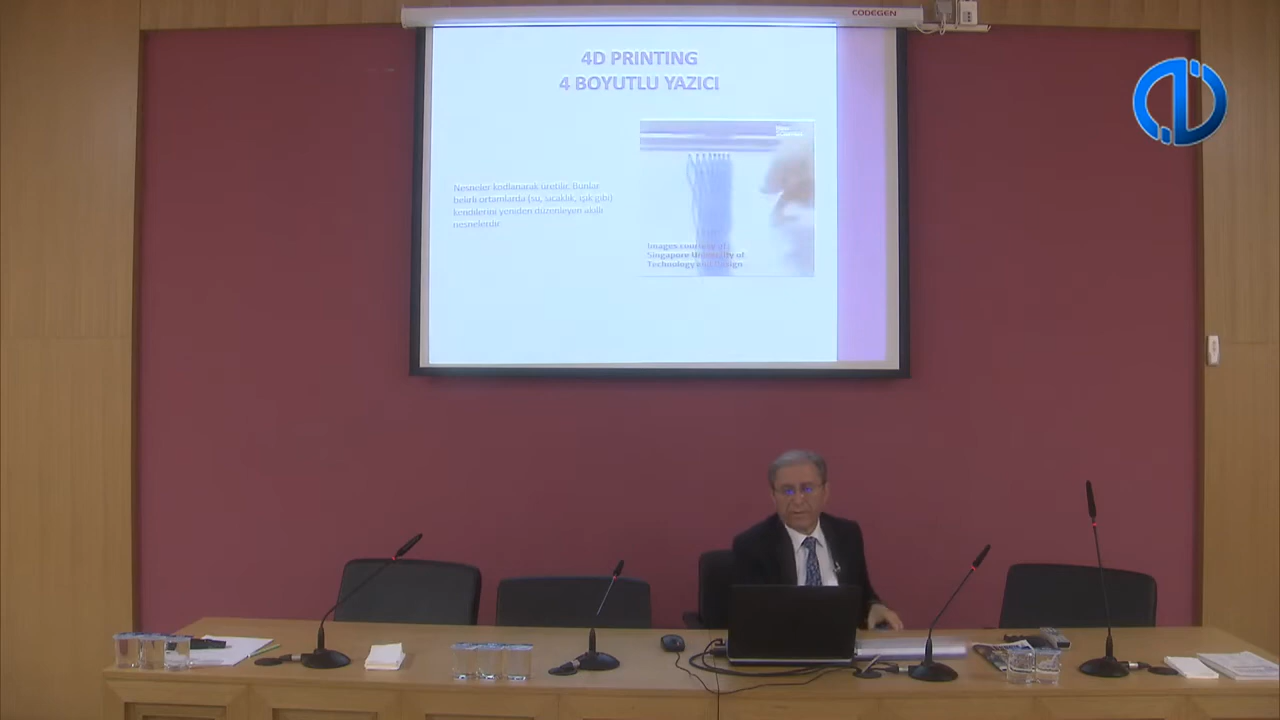 CODEGEN
4D PRINTING
4 BOYUTLU YAZICI
Nesneler kodlanarak üretilir. Bunlar
belirli ortamlarda (su, sıcaklık, ışık gibi)
kendilerini yeniden düzenleyen akıllı
nesnelerdir.
Images courtesy of
Singapore University of
Technology and Design